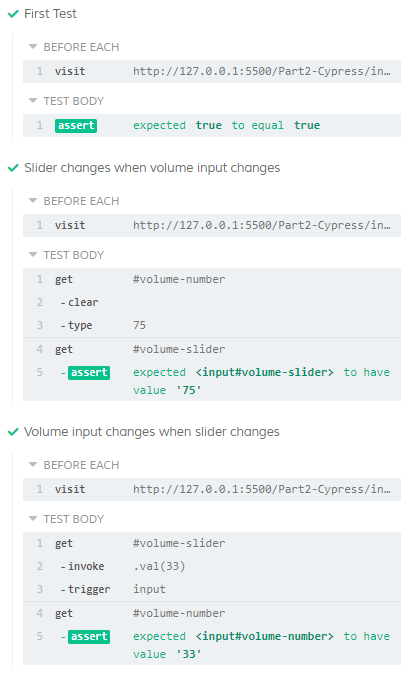 First Test
BEFORE EACH
1 visit http://127.0.0.1:5500/Part2-Cypress/in…
TEST BODY
1 assert expected true to equal true
Slider changes when volume input changes
BEFORE EACH
1 visit http://127.0.0.1:5500/Part2-Cypress/in…
TEST BODY
1 get #volume-number
2 -clear
3 -type 75
4 get #volume-slider
5 -assert expected <input#volume-slider> to have
value '75'
Volume input changes when slider changes
BEFORE EACH
1 visit http://127.0.0.1:5500/Part2-Cypress/in…
TEST BODY
1 get #volume-slider
2 -invoke .val(33)
3 -trigger input
4 get #volume-number
5 -assert expected <input#volume-number> to have
value '33'